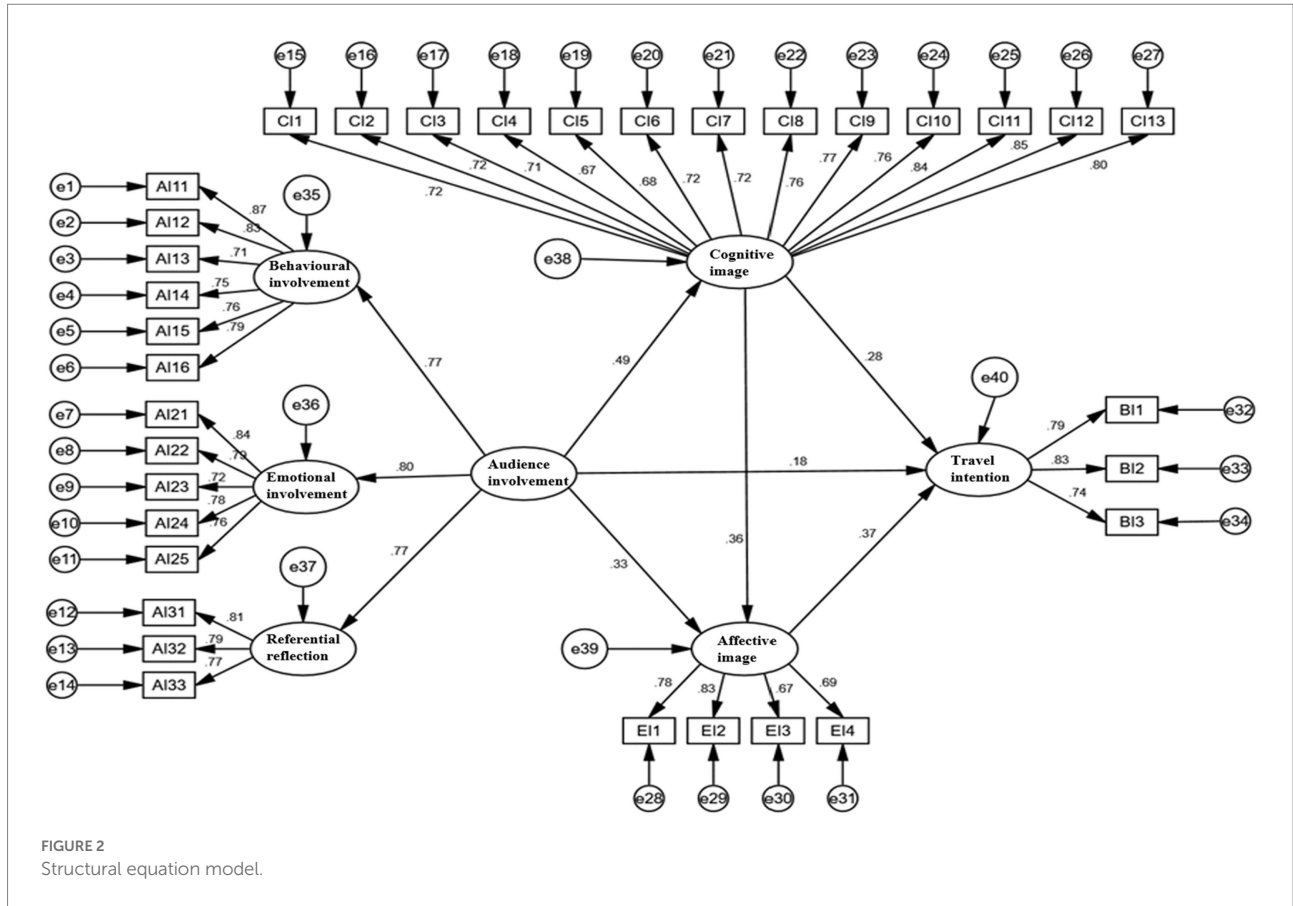 e15 e16 e17 e18 e19 e20 e21 e22 e23 e24 e25 e26 e27
CI1 CI2 CI3 CI4 CI5 CI6 CI7 CI8 CI9 CI10 CI11 CI12 CI13
.72 .72 .71 .67 .68 .72 .72 .76 .77 .76 .84 .85 .80
e1 AI11 .87
e2 AI12 .83
e3 AI13 .71
e4 AI14 .75
e5 AI15 .76
e6 AI16 .79
e35
Behavioural
involvement
e38
Cognitive
image
.77
.49
.28
e7 AI21 .84
e8 AI22 .79
e9 AI23 .72
e10 AI24 .78
e11 AI25 .76
e36
Emotional
involvement
.80
Audience
involvement
.18
e40
Travel
intention
.79 BI1 e32
.83 BI2 e33
.74 BI3 e34
.77
.33
.36
.37
e12 AI31 .81
e13 AI32 .79
e14 AI33 .77
e37
Referential
reflection
e39
Affective
image
.78 .83 .67 .69
EI1 EI2 EI3 EI4
e28 e29 e30 e31
FIGURE 2
Structural equation model.